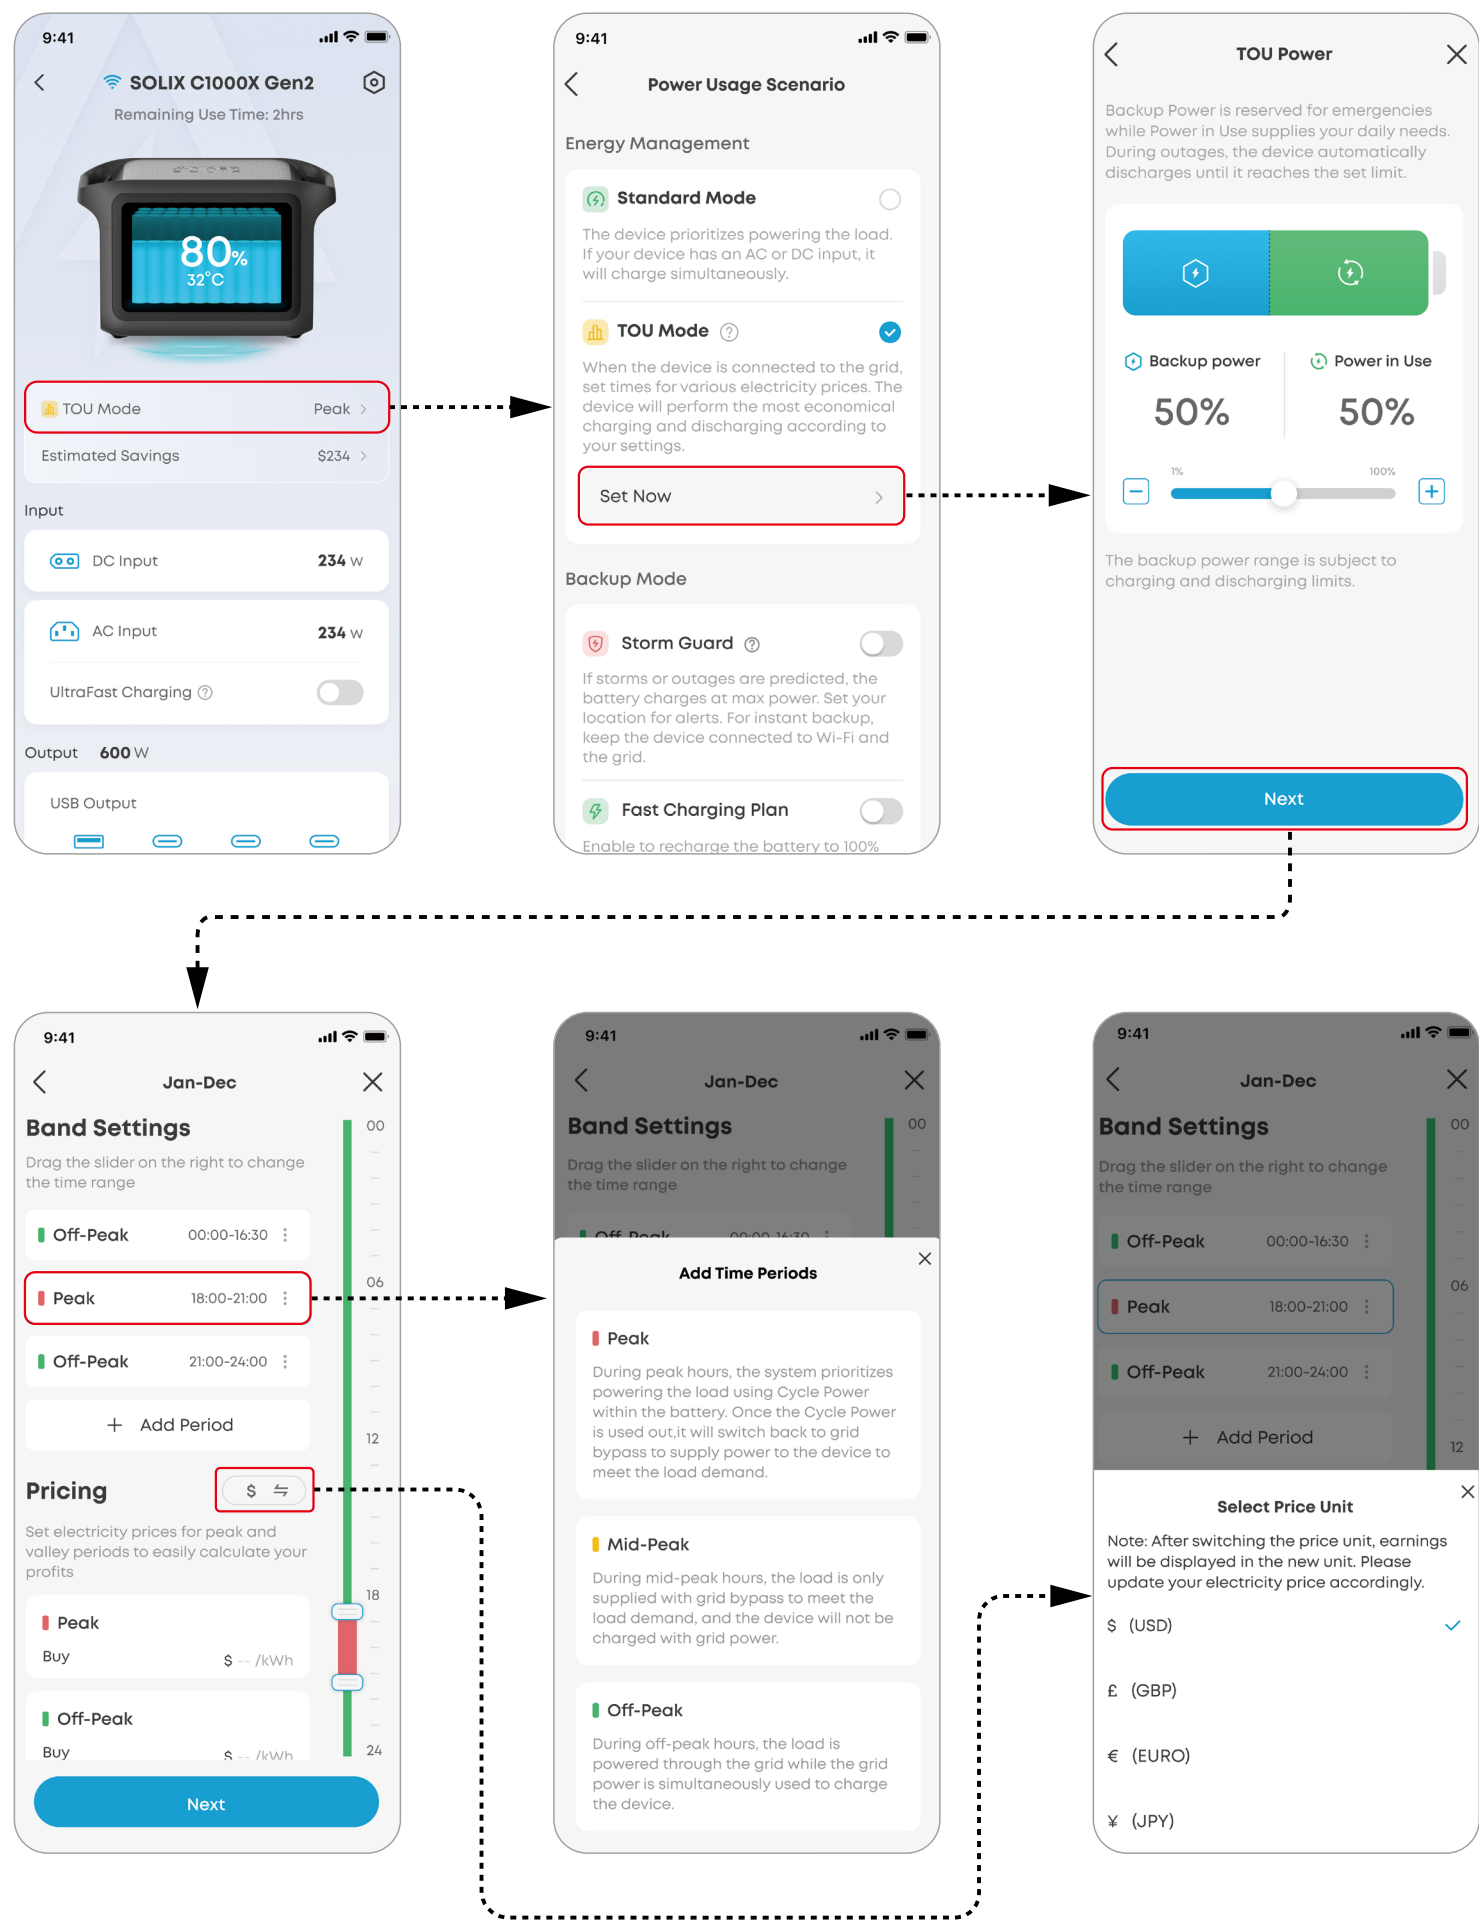 9:41
SOLIX C1000X Gen2
Remaining Use Time: 2hrs
80%
32°C
TOU Mode Peak
Estimated Savings $234
Input
DC Input 234 W
AC Input 234 W
UltraFast Charging
Output 600 W
USB Output
9:41
Power Usage Scenario
Energy Management
Standard Mode
The device prioritizes powering the load.
If your device has an AC or DC input, it
will charge simultaneously.
TOU Mode
When the device is connected to the grid,
set times for various electricity prices. The
device will perform the most economical
charging and discharging according to
your settings.
Set Now
Backup Mode
Storm Guard
If storms or outages are predicted, the
battery charges at max power. Set your
location for alerts. For instant backup,
keep the device connected to Wi-Fi and
the grid.
Fast Charging Plan
Enable to recharge the battery to 100%
TOU Power
Backup Power is reserved for emergencies
while Power in Use supplies your daily needs.
During outages, the device automatically
discharges until it reaches the set limit.
Backup power Power in Use
50% 50%
1% 100%
The backup power range is subject to
charging and discharging limits.
Next
9:41
Jan-Dec
Band Settings
Drag the slider on the right to change
the time range
Off-Peak 00:00-16:30
Peak 18:00-21:00
Off-Peak 21:00-24:00
+ Add Period
Pricing $
Set electricity prices for peak and
valley periods to easily calculate your
profits
Peak
Buy $ -- /kWh
Off-Peak
Buy $ -- /kWh
00
06
12
18
24
Next
9:41
Jan-Dec
Band Settings
00
Drag the slider on the right to change
the time range
Off-Peak 00:00-16:30
Add Time Periods
Peak
During peak hours, the system prioritizes
powering the load using Cycle Power
within the battery. Once the Cycle Power
is used out,it will switch back to grid
bypass to supply power to the device to
meet the load demand.
Mid-Peak
During mid-peak hours, the load is only
supplied with grid bypass to meet the
load demand, and the device will not be
charged with grid power.
Off-Peak
During off-peak hours, the load is
powered through the grid while the grid
power is simultaneously used to charge
the device.
9:41
Jan-Dec
Band Settings
00
Drag the slider on the right to change
the time range
Off-Peak 00:00-16:30
06
Peak 18:00-21:00
Off-Peak 21:00-24:00
+ Add Period
12
Select Price Unit
Note: After switching the price unit, earnings
will be displayed in the new unit. Please
update your electricity price accordingly.
$ (USD)
£ (GBP)
€ (EURO)
¥ (JPY)